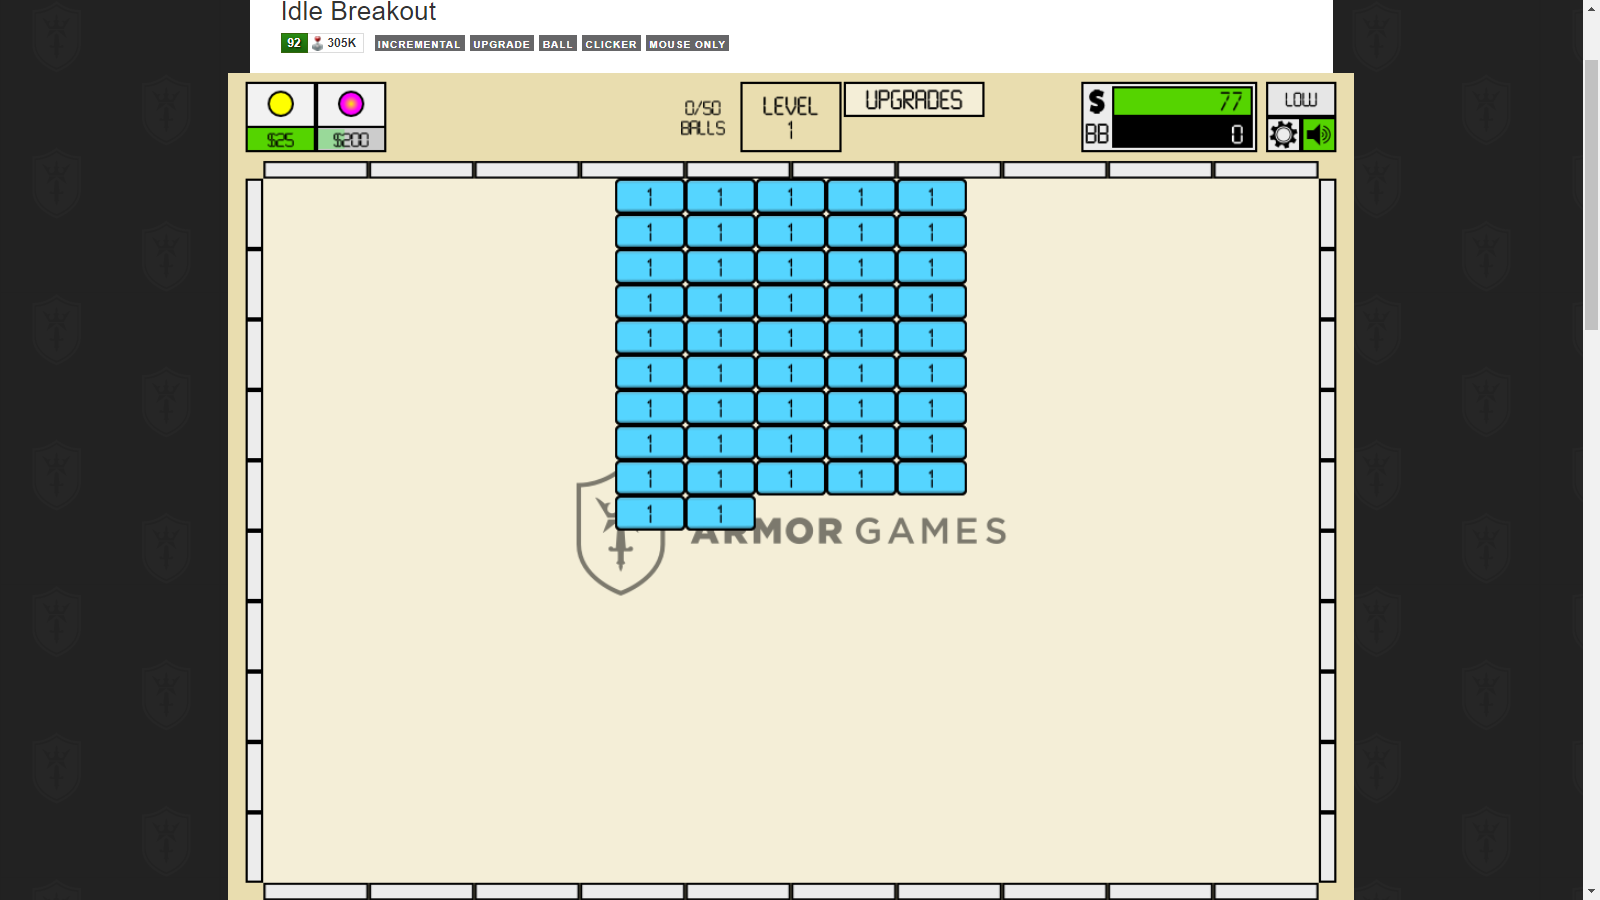 Idle Breakout
92 305K INCREMENTAL UPGRADE BALL CLICKER MOUSE ONLY
$25 $200
0/50 BALLS
LEVEL 1
UPGRADES
$ 77
BB 0
LOW
1 1 1 1 1
1 1 1 1 1
1 1 1 1 1
1 1 1 1 1
1 1 1 1 1
1 1 1 1 1
1 1 1 1 1
1 1 1 1 1
1 1 1 1 1
1 1
ARMOR GAMES